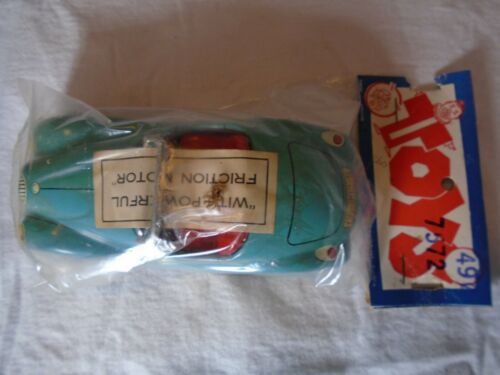 "WITH POWERFUL
FRICTION MOTOR"
TOYS
7572
49